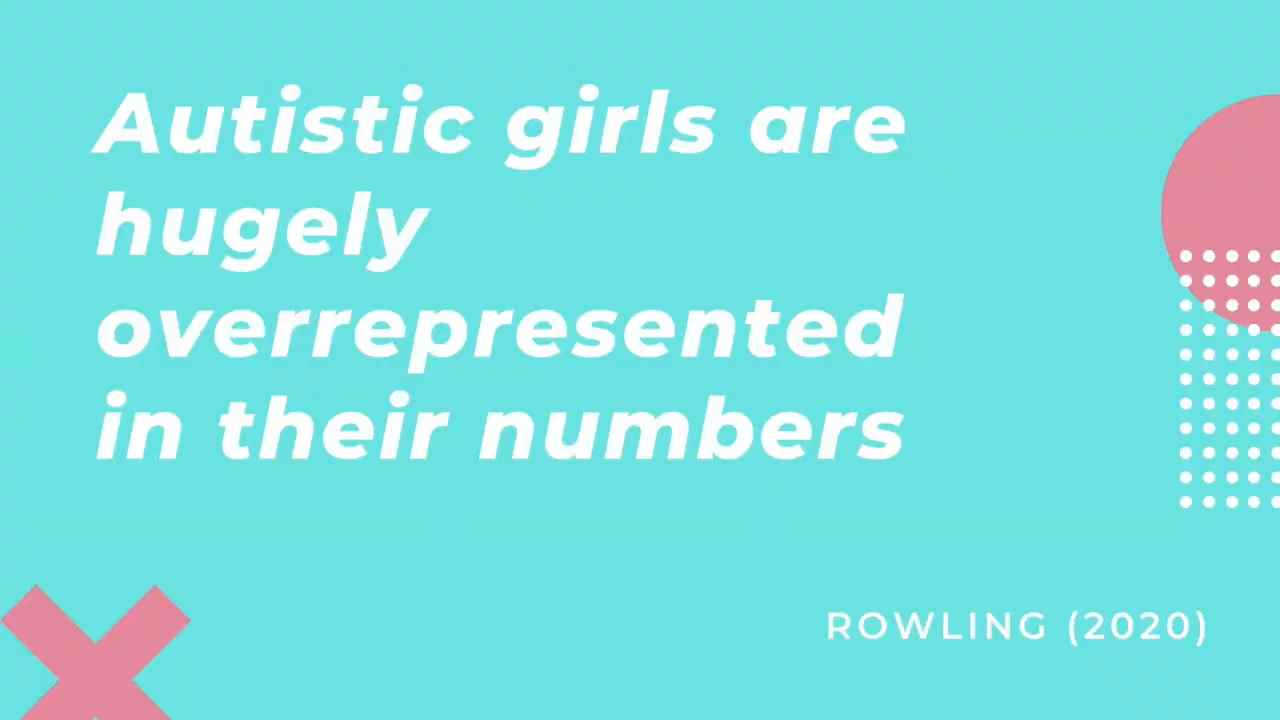 Autistic girls are
hugely
overrepresented
in their numbers
ROWLING (2020)